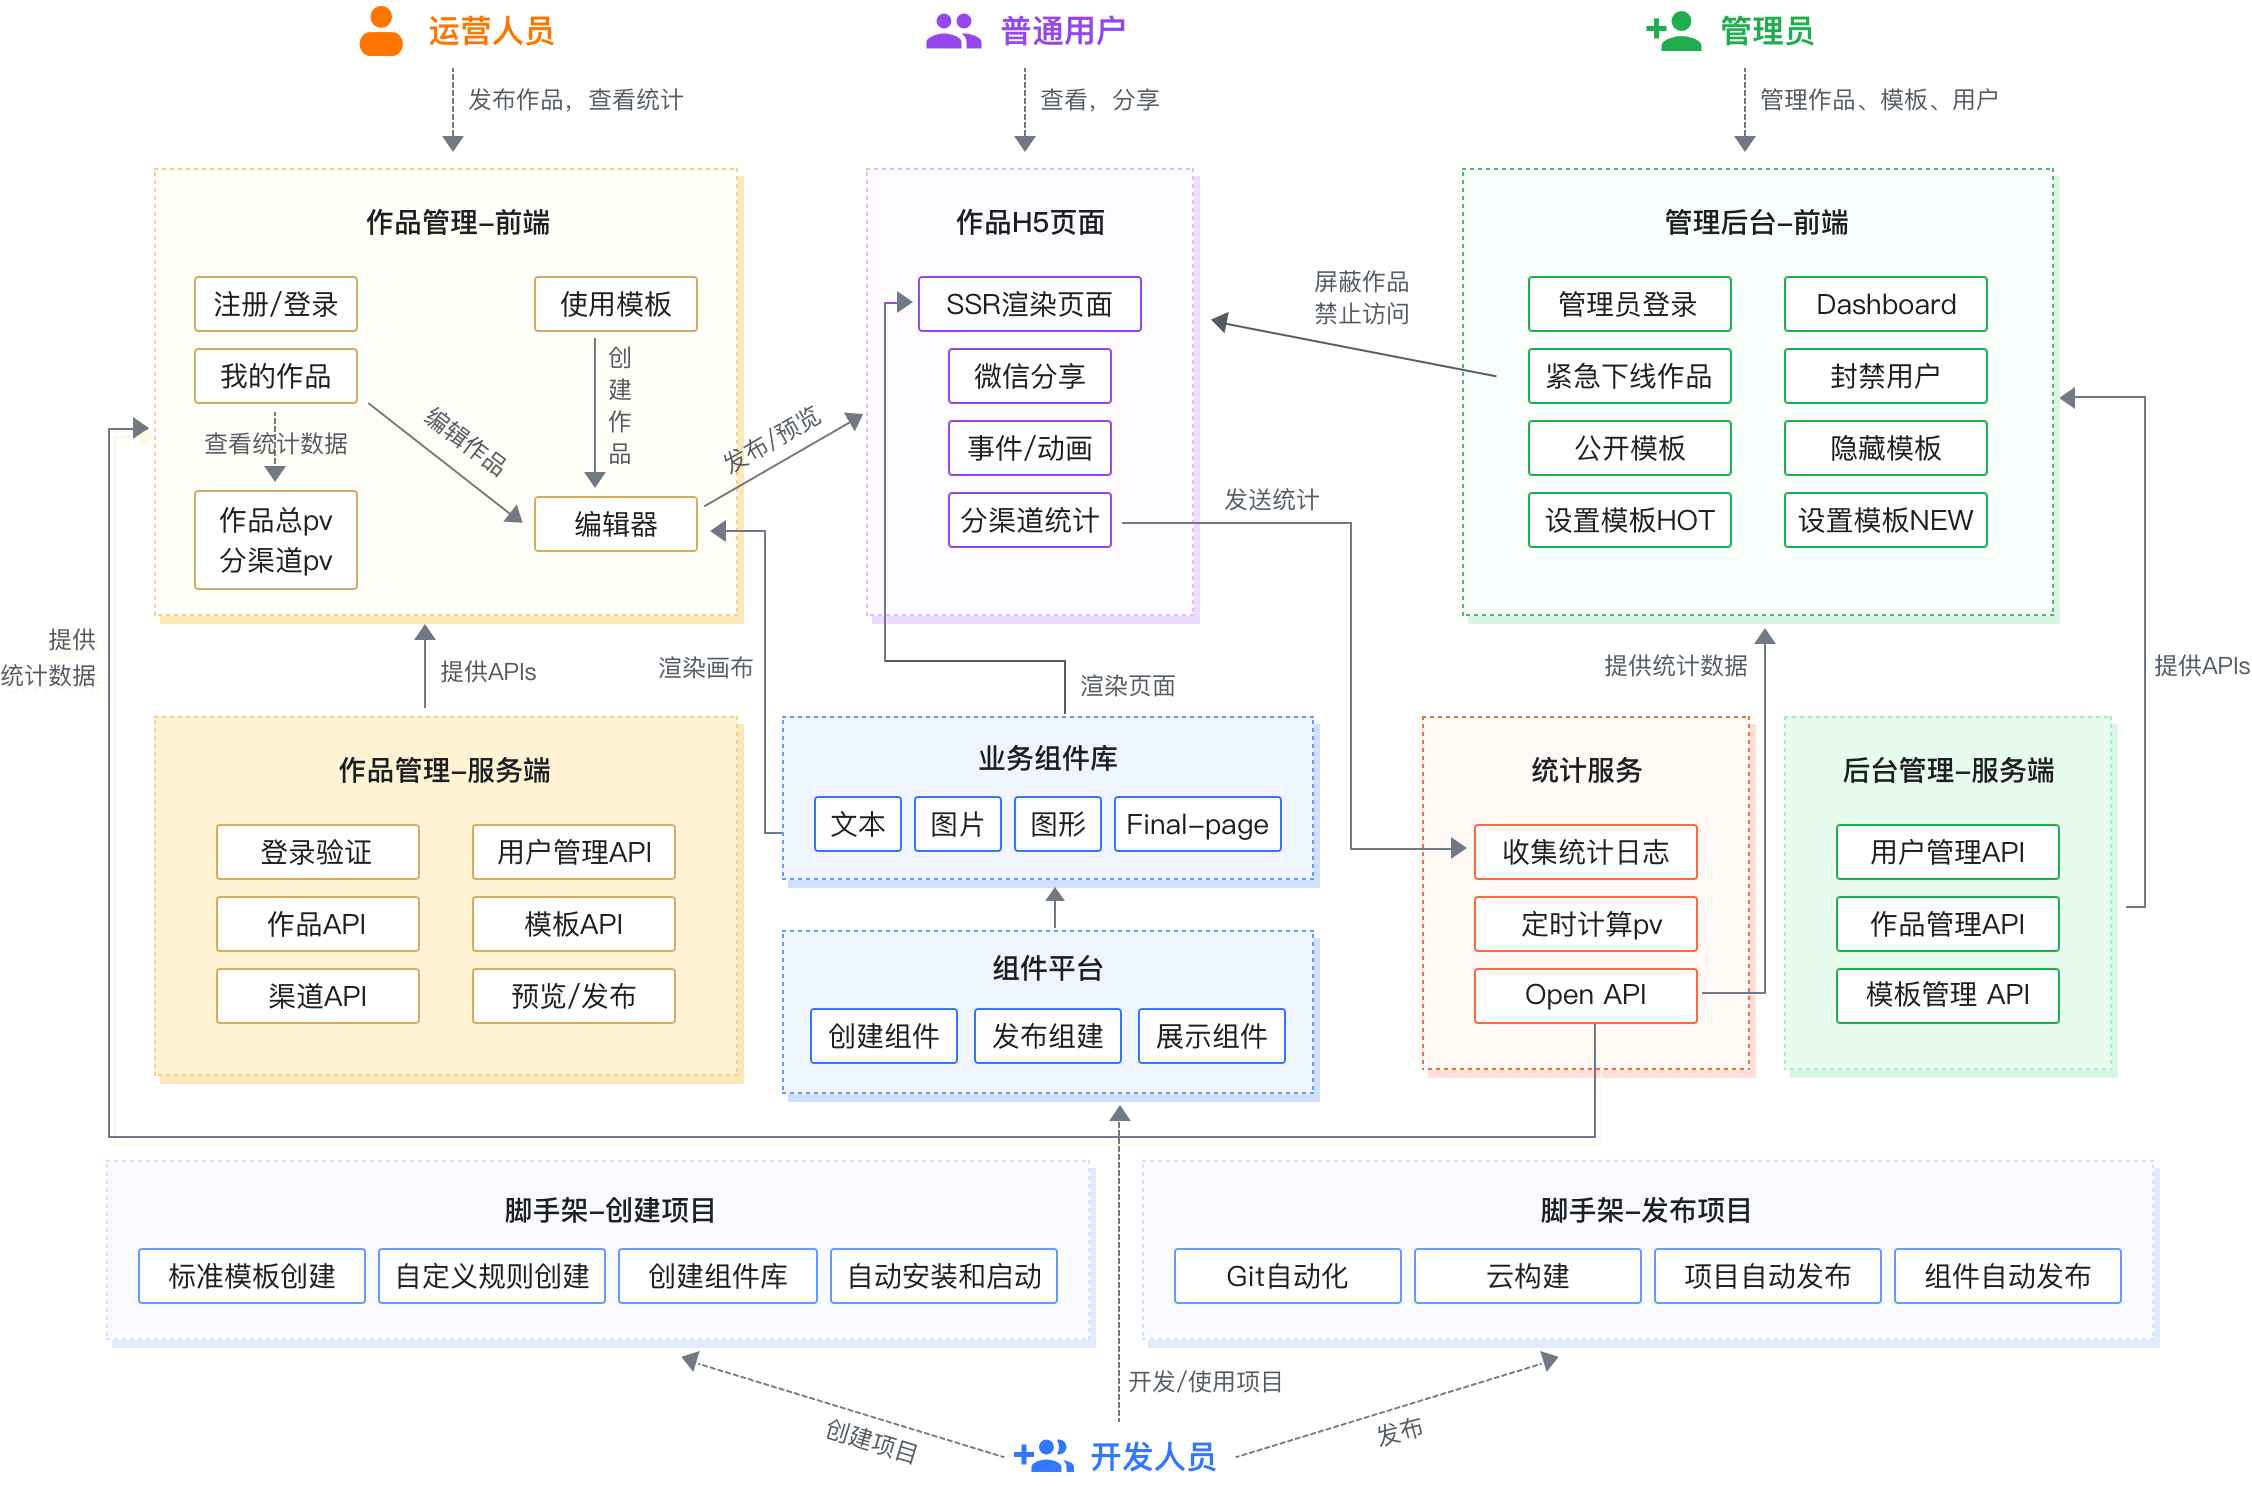 运营人员
普通用户
管理员
发布作品，查看统计
查看，分享
管理作品、模板、用户
作品管理–前端
注册/登录
使用模板
我的作品
创
建
作
品
查看统计数据
编辑作品
作品总pv
分渠道pv
编辑器
发布/预览
作品H5页面
SSR渲染页面
微信分享
事件/动画
分渠道统计
屏蔽作品
禁止访问
发送统计
管理后台–前端
管理员登录
Dashboard
紧急下线作品
封禁用户
公开模板
隐藏模板
设置模板HOT
设置模板NEW
提供
统计数据
提供APIs
渲染画布
渲染页面
提供统计数据
提供APIs
作品管理–服务端
登录验证
用户管理API
作品API
模板API
渠道API
预览/发布
业务组件库
文本
图片
图形
Final–page
组件平台
创建组件
发布组建
展示组件
统计服务
收集统计日志
定时计算pv
Open API
后台管理–服务端
用户管理API
作品管理API
模板管理 API
脚手架–创建项目
标准模板创建
自定义规则创建
创建组件库
自动安装和启动
脚手架–发布项目
Git自动化
云构建
项目自动发布
组件自动发布
创建项目
开发/使用项目
发布
开发人员